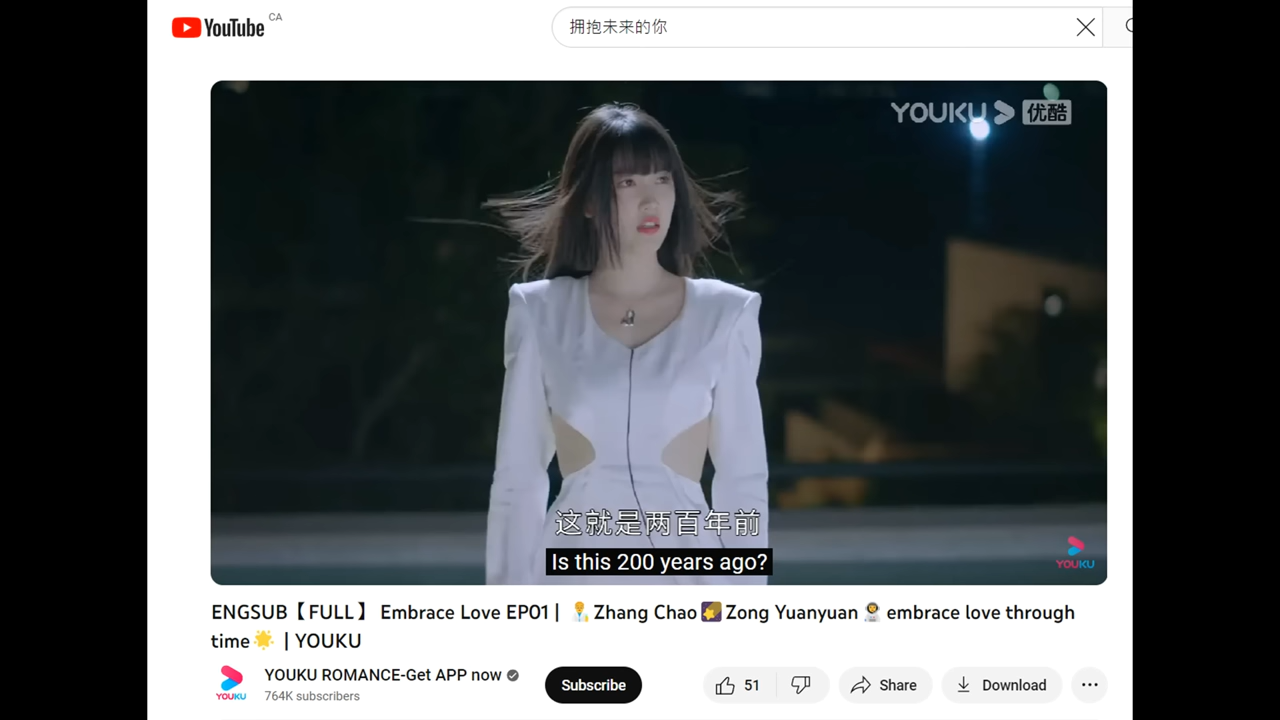 YouTube CA
拥抱未来的你
YOUKU 优酷
这就是两百年前
Is this 200 years ago?
YOUKU
ENGSUB【FULL】 Embrace Love EP01 | 👨‍💼Zhang Chao🌠Zong Yuanyuan 👩‍🚀 embrace love through
time🌟 | YOUKU
YOUKU ROMANCE-Get APP now
YOUKU
764K subscribers
Subscribe
51
Share
Download